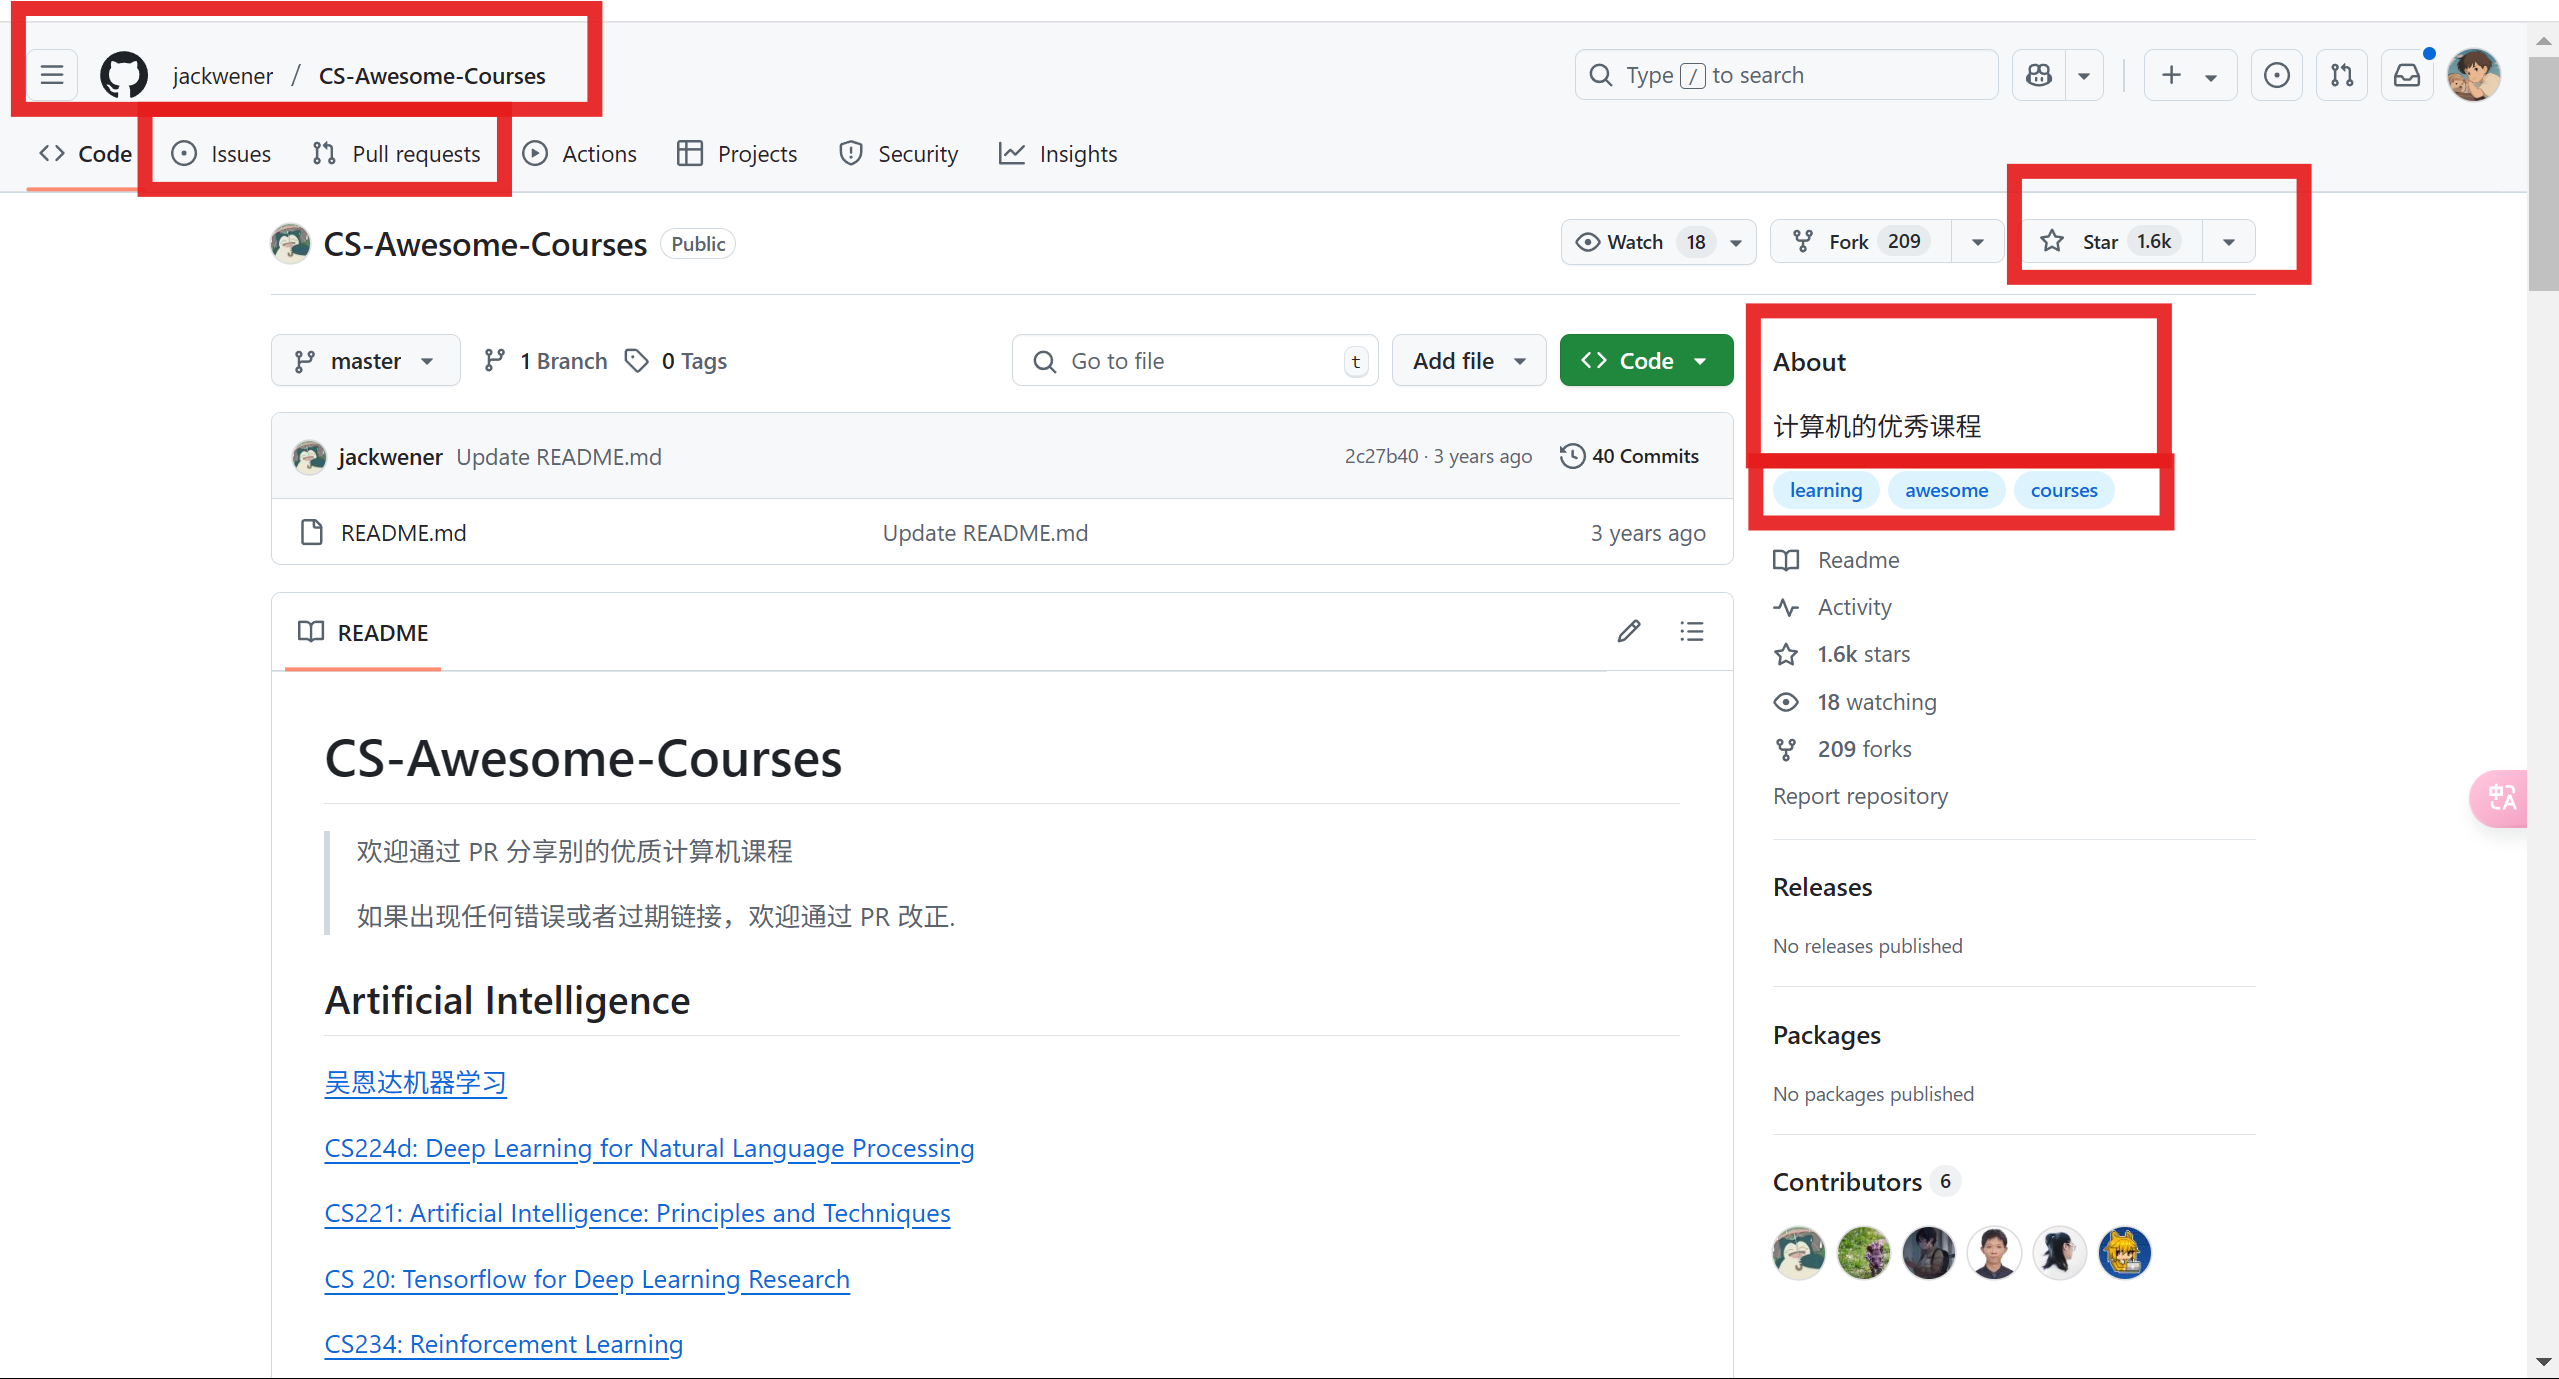 jackwener / CS-Awesome-Courses
Type / to search
Code
Issues
Pull requests
Actions
Projects
Security
Insights
CS-Awesome-Courses Public
Watch 18
Fork 209
Star 1.6k
master
1 Branch
0 Tags
Go to file t
Add file
Code
About
计算机的优秀课程
learning awesome courses
jackwener Update README.md 2c27b40 · 3 years ago 40 Commits
README.md Update README.md 3 years ago
Readme
Activity
1.6k stars
18 watching
209 forks
Report repository
README
CS-Awesome-Courses
欢迎通过 PR 分享别的优质计算机课程
如果出现任何错误或者过期链接，欢迎通过 PR 改正.
Artificial Intelligence
吴恩达机器学习
CS224d: Deep Learning for Natural Language Processing
CS221: Artificial Intelligence: Principles and Techniques
CS 20: Tensorflow for Deep Learning Research
CS234: Reinforcement Learning
Releases
No releases published
Packages
No packages published
Contributors 6
中A